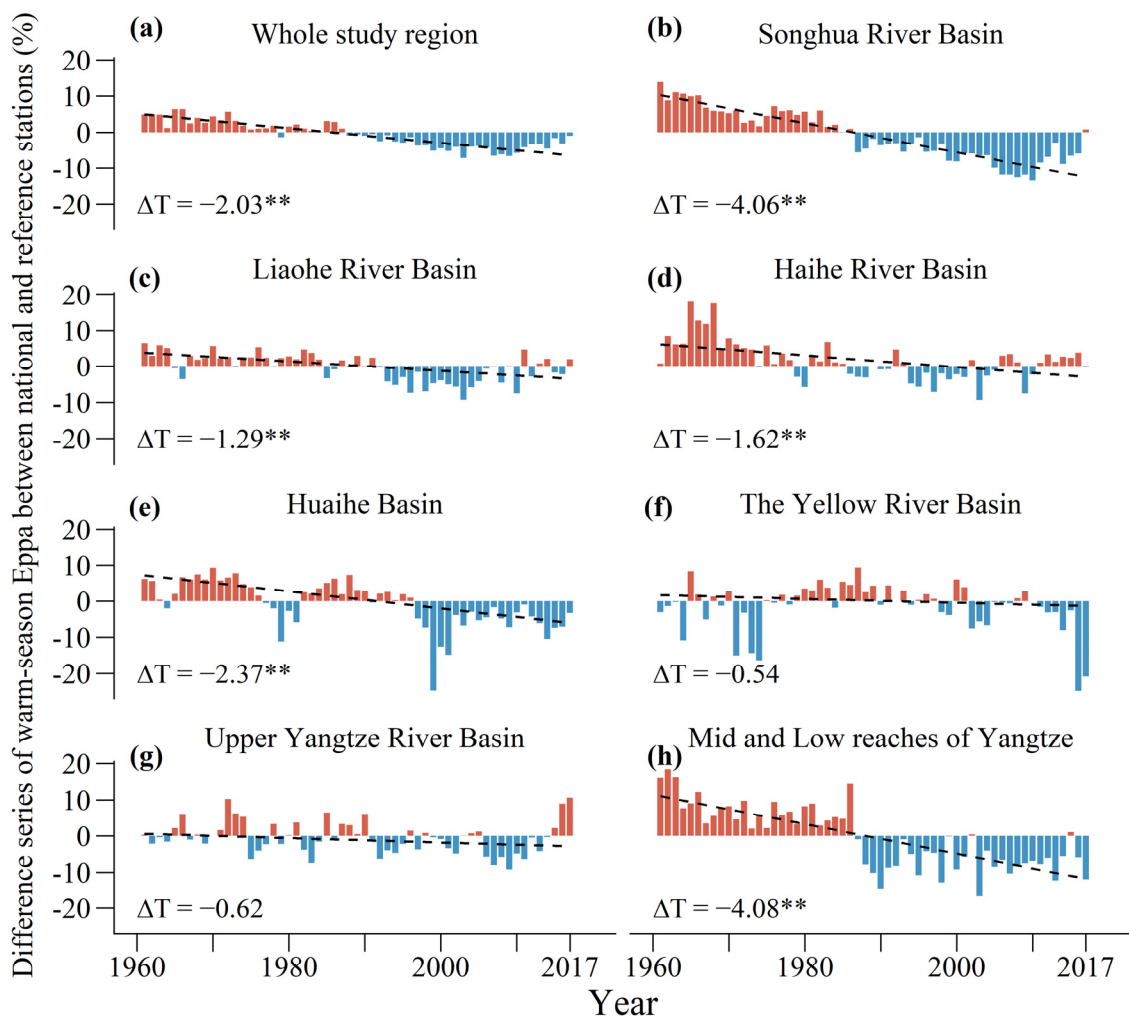 Difference series of warm-season Eppa between national and reference stations (%)
(a)
Whole study region
20
10
0
-10
-20
ΔT = −2.03**
(b)
Songhua River Basin
ΔT = −4.06**
(c)
Liaohe River Basin
20
10
0
-10
-20
ΔT = −1.29**
(d)
Haihe River Basin
ΔT = −1.62**
(e)
Huaihe Basin
20
10
0
-10
-20
ΔT = −2.37**
(f)
The Yellow River Basin
ΔT = −0.54
(g)
Upper Yangtze River Basin
20
10
0
-10
-20
ΔT = −0.62
(h)
Mid and Low reaches of Yangtze
ΔT = −4.08**
1960 1980 2000 2017
1960 1980 2000 2017
Year